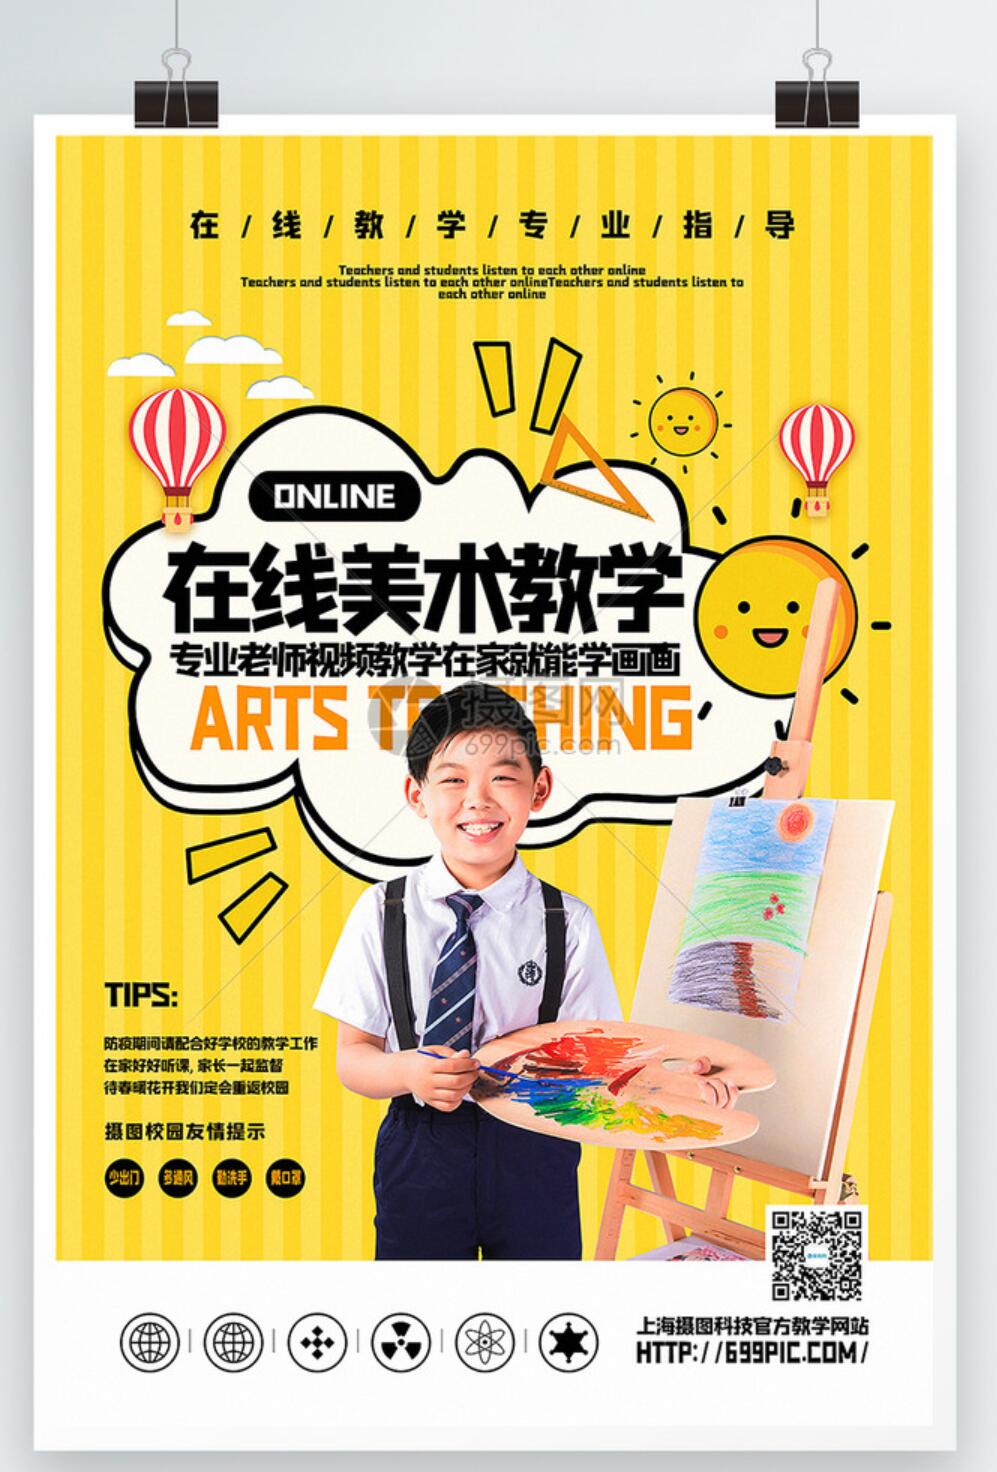 在/线/教/学/专/业/指/导
Teachers and students listen to each other online
Teachers and students listen to each other onlineTeachers and students listen to
each other online
ONLINE
在线美术教学
专业老师视频教学在家就能学画画
ARTS T HING
摄图网
699pic.com
TIPS:
防疫期间请配合好学校的教学工作
在家好好听课, 家长一起监督
待春暖花开我们定会重返校园
摄图校园友情提示
少出门 多通风 勤洗手 戴口罩
上海摄图科技官方教学网站
HTTP://699PIC.COM/